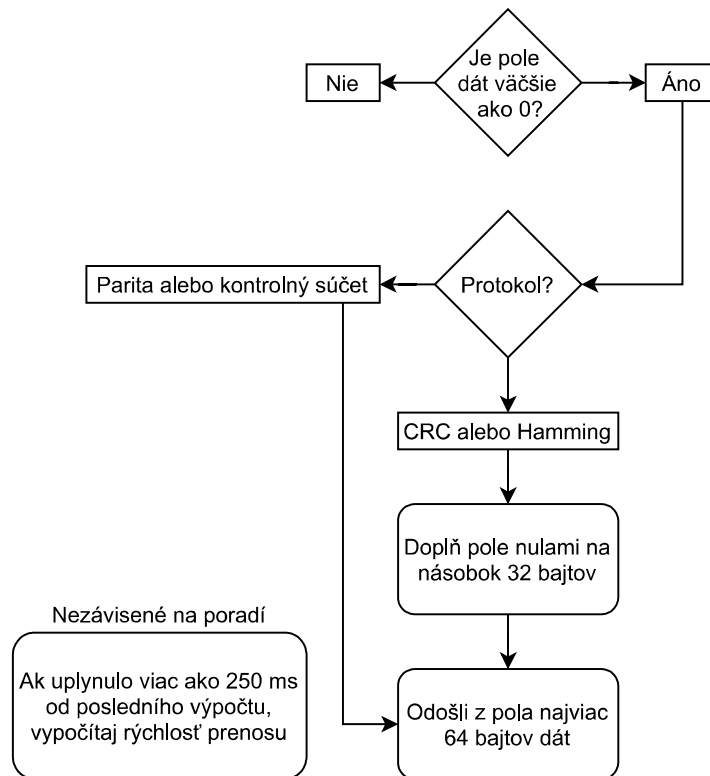 Je pole
dát väčšie
ako 0?
Nie
Áno
Protokol?
Parita alebo kontrolný súčet
CRC alebo Hamming
Doplň pole nulami na
násobok 32 bajtov
Nezávisené na poradí
Ak uplynulo viac ako 250 ms
od posledního výpočtu,
vypočítaj rýchlosť prenosu
Odošli z pola najviac
64 bajtov dát